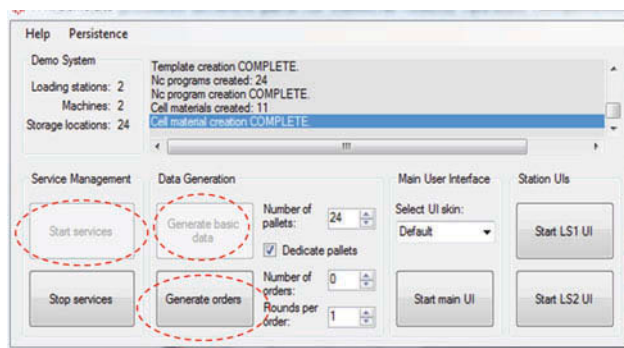 Help Persistence
Demo System
Loading stations: 2
Machines: 2
Storage locations: 24
Template creation COMPLETE.
Nc programs created: 24
Nc program creation COMPLETE.
Cell materials created: 11
Cell material creation COMPLETE.
Service Management
Start services
Stop services
Data Generation
Generate basic
data
Number of
pallets:
24
Dedicate pallets
Generate orders
Number of
orders:
0
Rounds per
order:
1
Main User Interface
Select UI skin:
Default
Start main UI
Station UIs
Start LS1 UI
Start LS2 UI